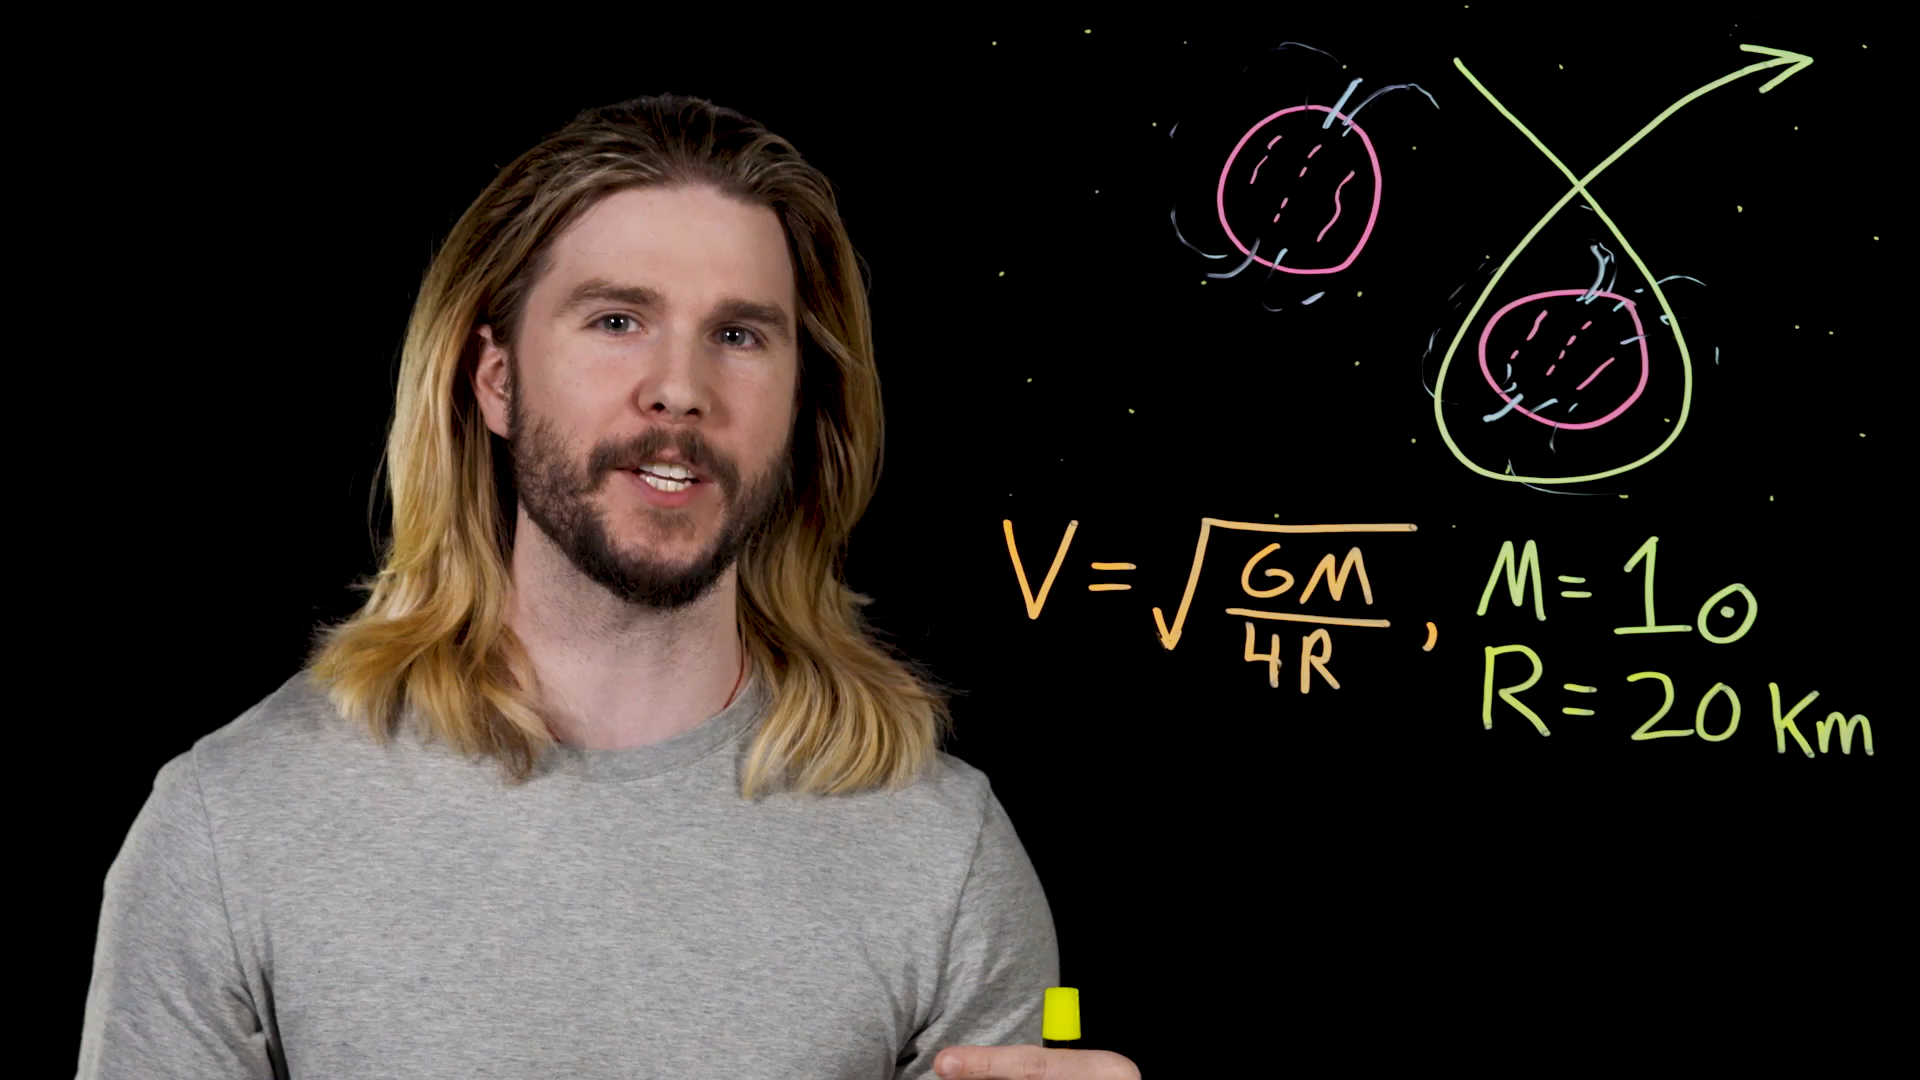 V = √GM/4R , M = 1☉
R = 20 Km